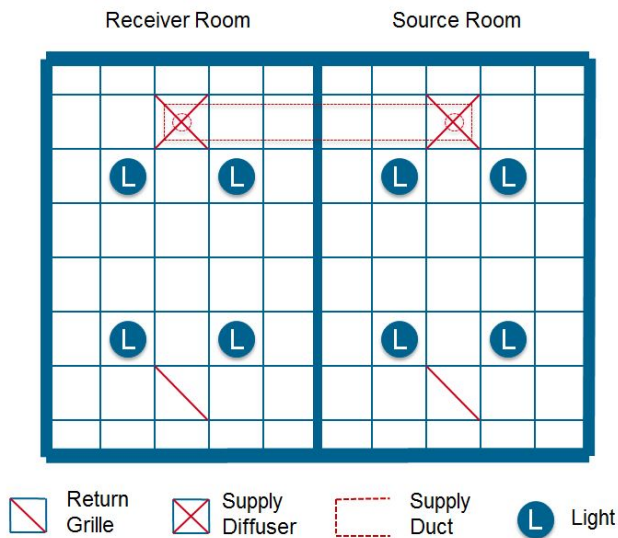 Receiver Room
Source Room
L
L
L
L
L
L
L
L
Return
Grille
Supply
Diffuser
Supply
Duct
L
Light